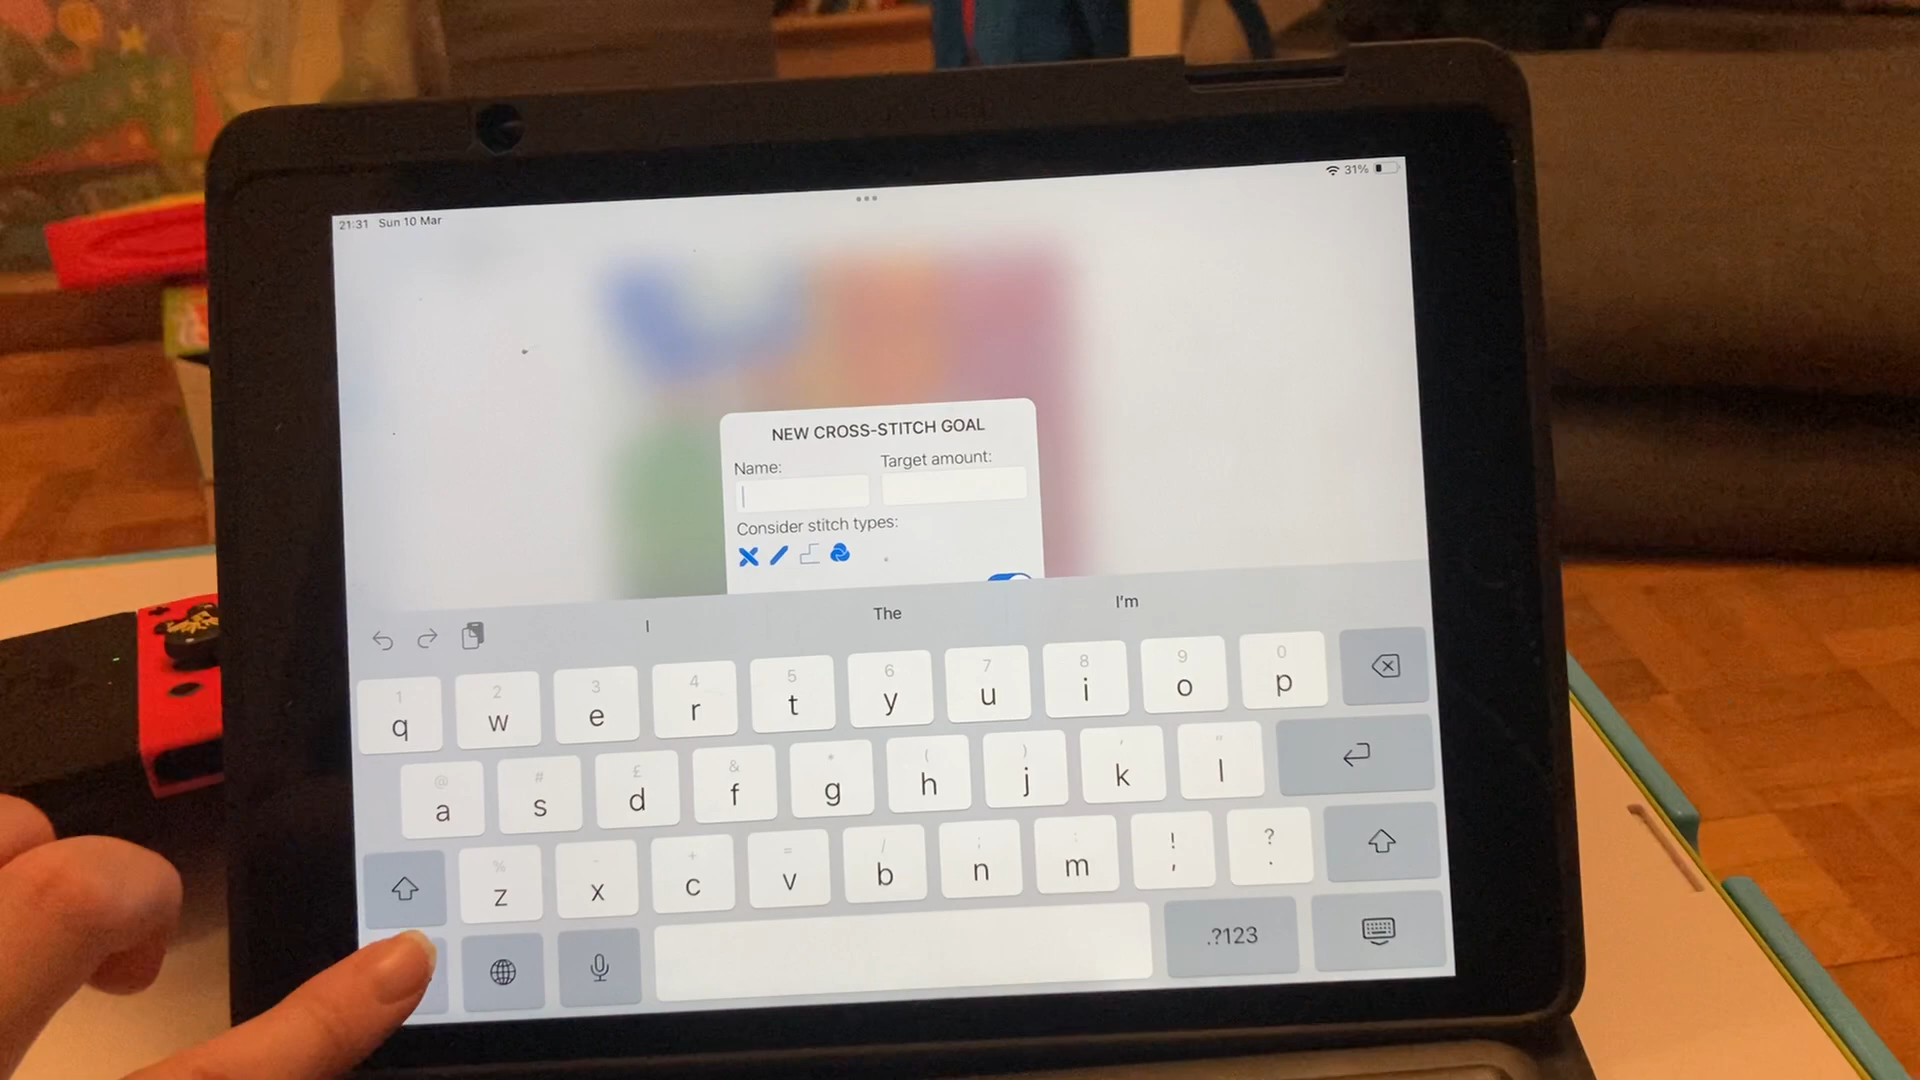 21:31 Sun 10 Mar
31%
NEW CROSS-STITCH GOAL
Name: Target amount:
Consider stitch types:
I The I'm
1 2 3 4 5 6 7 8 9 0
q w e r t y u i o p
@ # £ & * ( ) ' "
a s d f g h j k l
% - + = / ; : ! ?
z x c v b n m , .
.?123